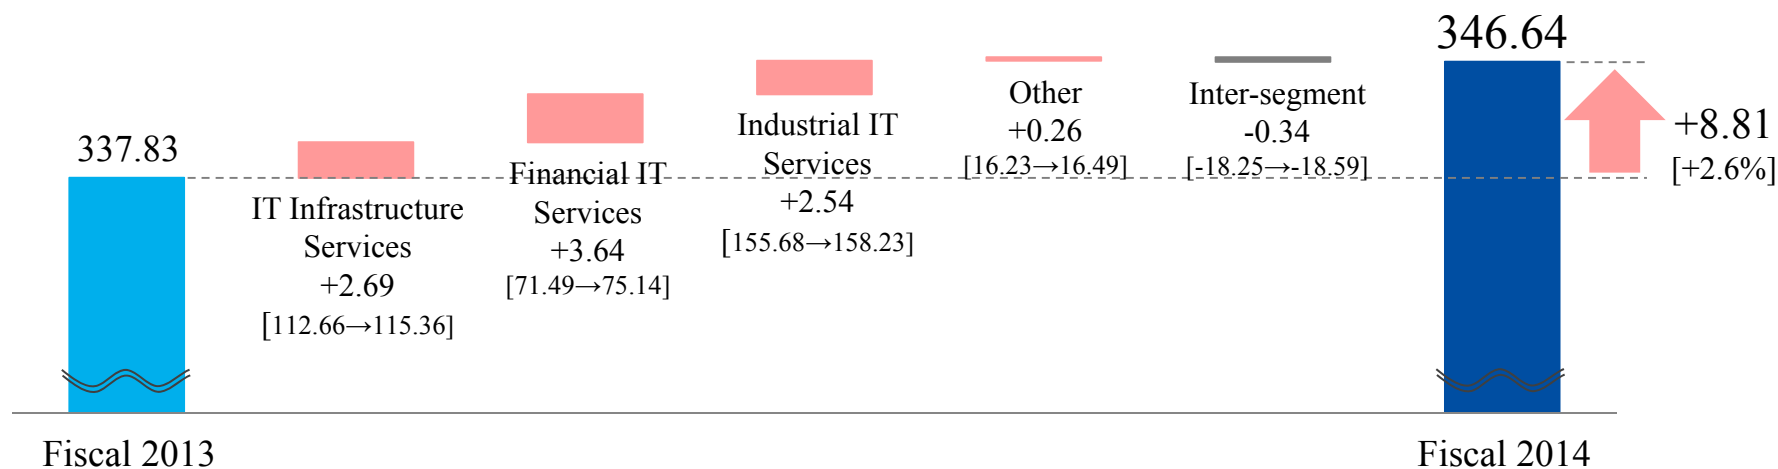 337.83
Fiscal 2013
IT Infrastructure
Services
+2.69
[112.66→115.36]
Financial IT
Services
+3.64
[71.49→75.14]
Industrial IT
Services
+2.54
[155.68→158.23]
Other
+0.26
[16.23→16.49]
Inter-segment
-0.34
[-18.25→-18.59]
346.64
Fiscal 2014
+8.81
[+2.6%]